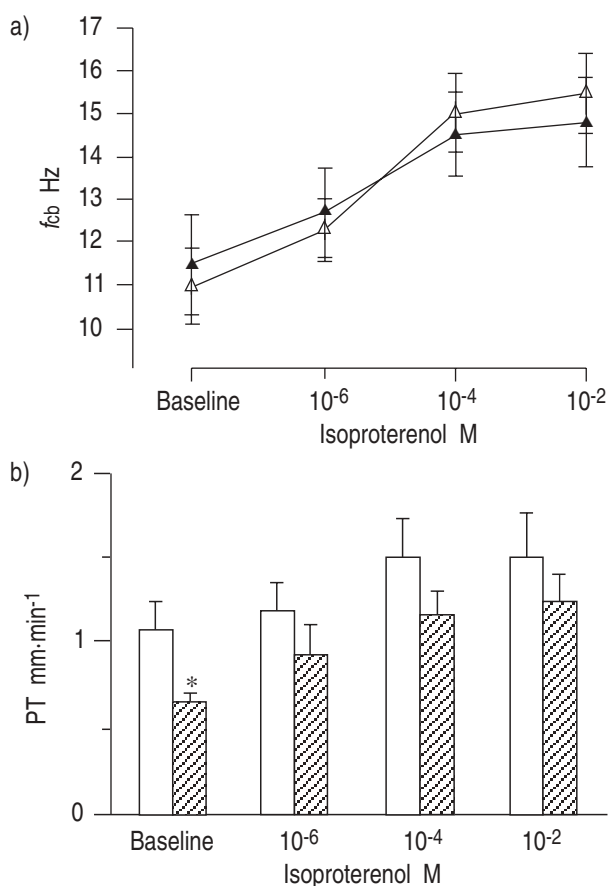 a)
17
16
15
14
13
12
11
10
fcb Hz
Baseline 10-6 10-4 10-2
Isoproterenol M
b)
2
1
0
PT mm·min-1
*
Baseline 10-6 10-4 10-2
Isoproterenol M